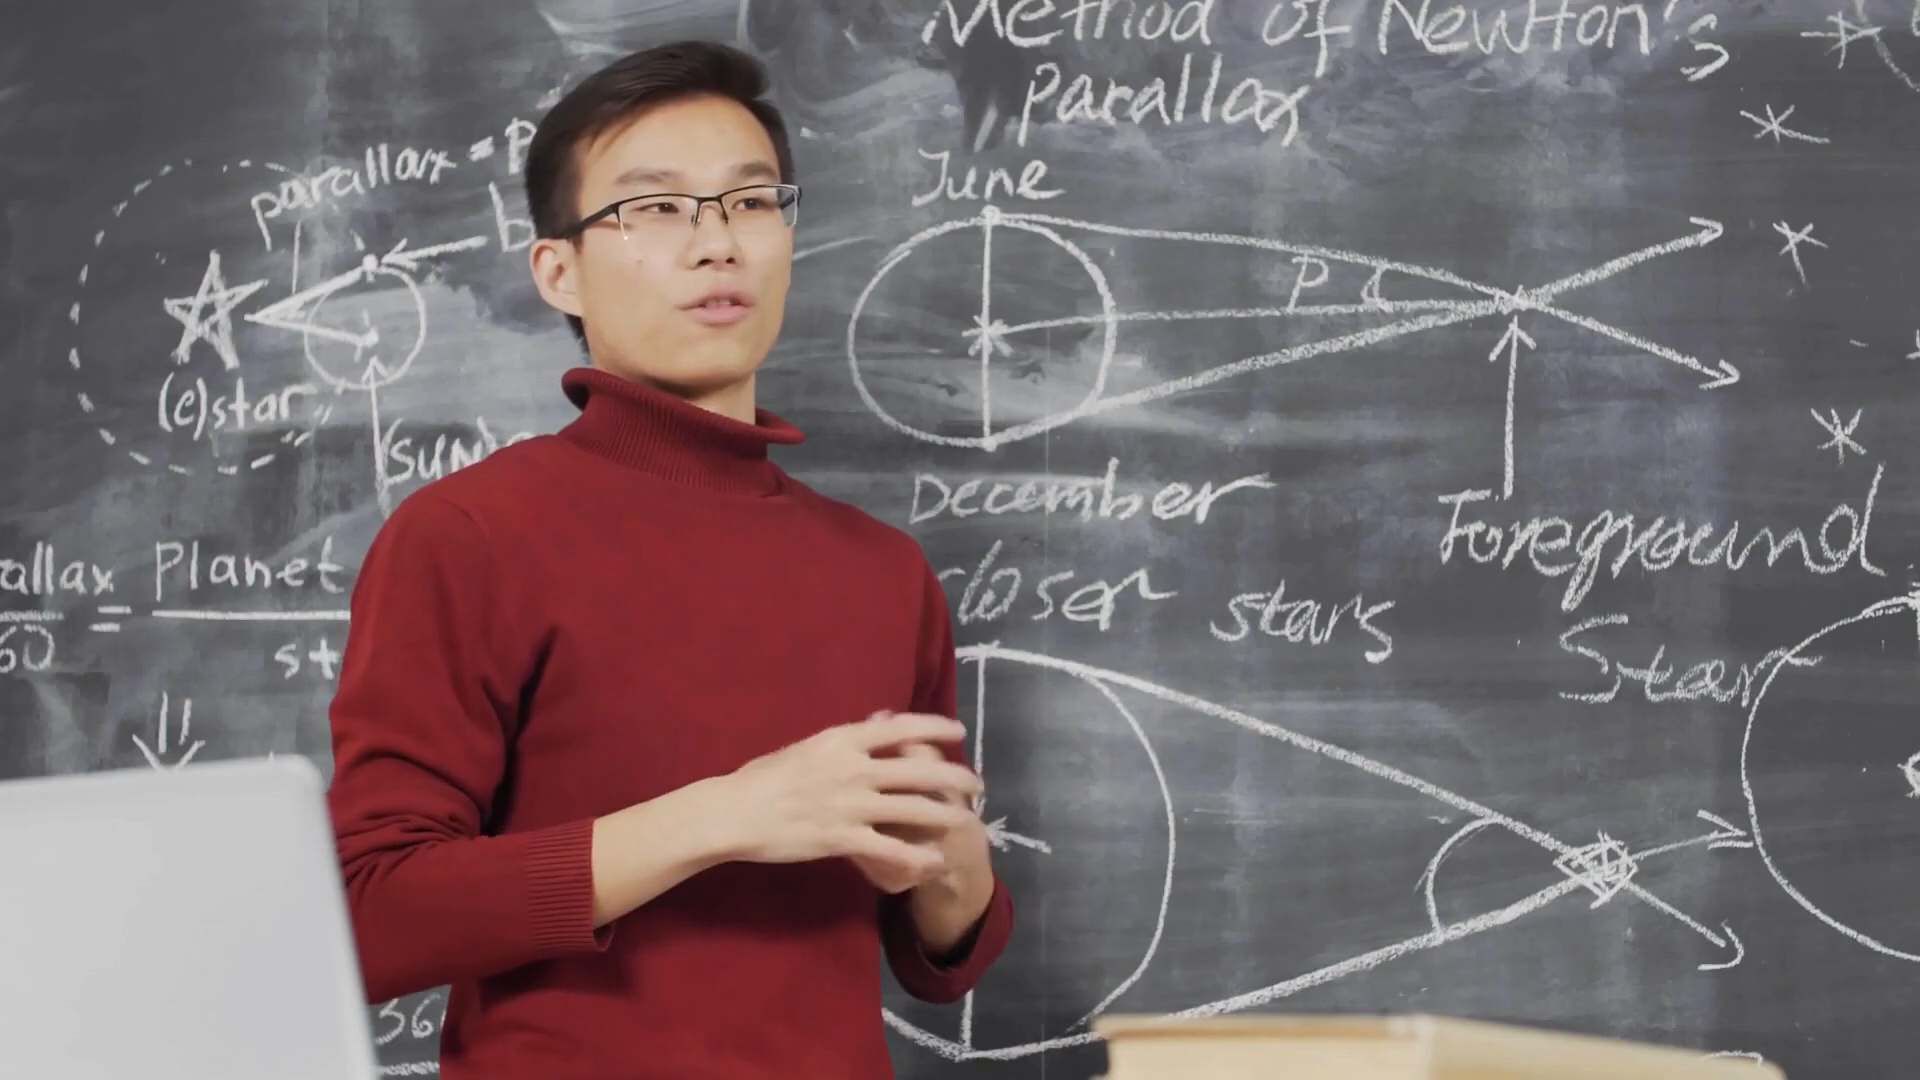 Method of Newton's
parallax
parallax = P
June
b
P
(e)star
(SUN)
December
Foreground
Star
allax = Planet
60
st
closer stars
36